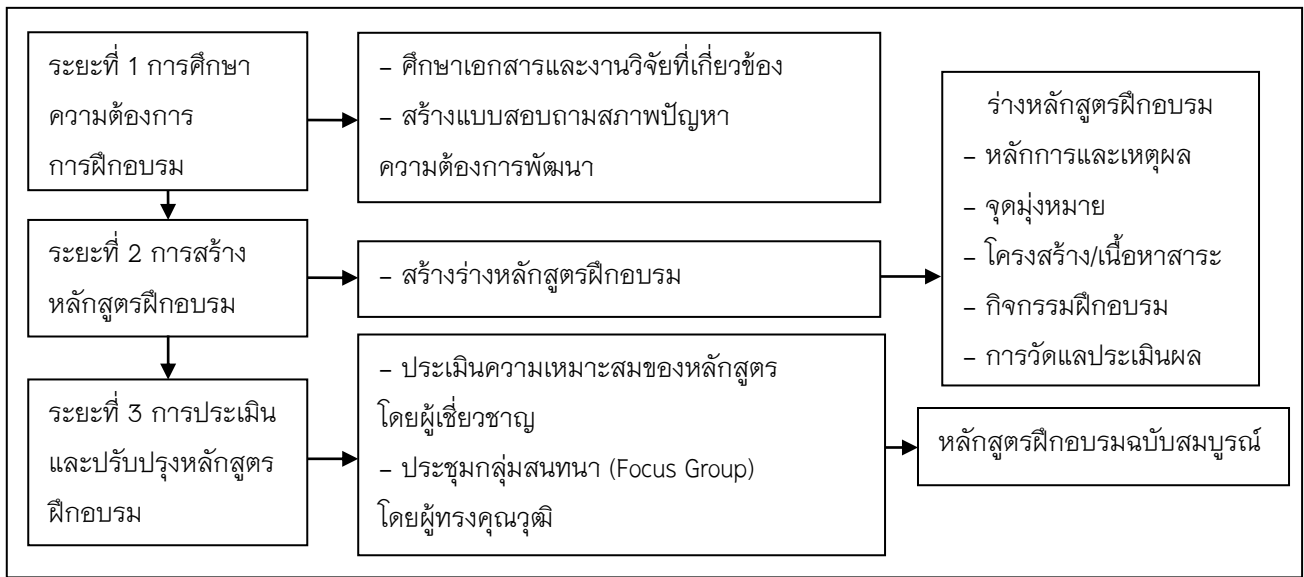 ระยะที่ 1 การศึกษา
ความต้องการ
การฝึกอบรม
– ศึกษาเอกสารและงานวิจัยที่เกี่ยวข้อง
– สร้างแบบสอบถามสภาพปัญหา
ความต้องการพัฒนา
ระยะที่ 2 การสร้าง
หลักสูตรฝึกอบรม
– สร้างร่างหลักสูตรฝึกอบรม
ร่างหลักสูตรฝึกอบรม
– หลักการและเหตุผล
– จุดมุ่งหมาย
– โครงสร้าง/เนื้อหาสาระ
– กิจกรรมฝึกอบรม
– การวัดแลประเมินผล
ระยะที่ 3 การประเมิน
และปรับปรุงหลักสูตร
ฝึกอบรม
– ประเมินความเหมาะสมของหลักสูตร
โดยผู้เชี่ยวชาญ
– ประชุมกลุ่มสนทนา (Focus Group)
โดยผู้ทรงคุณวุฒิ
หลักสูตรฝึกอบรมฉบับสมบูรณ์